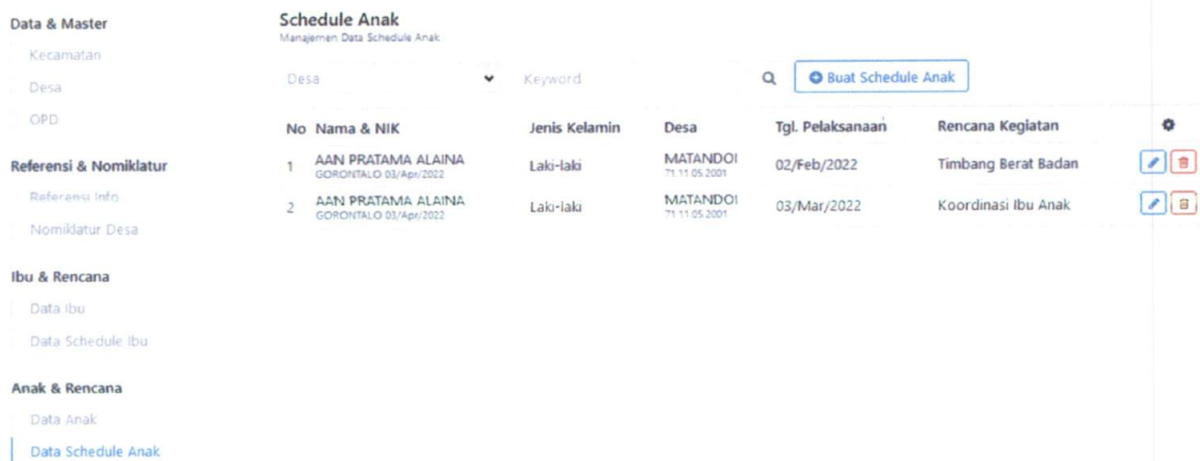 Data & Master
Kecamatan
Desa
OPD
Referensi & Nomiklatur
Referensi Info
Nomiklatur Desa
Ibu & Rencana
Data Ibu
Data Schedule Ibu
Anak & Rencana
Data Anak
Data Schedule Anak
Schedule Anak
Manajemen Data Schedule Anak
Desa Keyword Buat Schedule Anak
No Nama & NIK Jenis Kelamin Desa Tgl. Pelaksanaan Rencana Kegiatan
1 AAN PRATAMA ALAINA Laki-laki MATANDOI 02/Feb/2022 Timbang Berat Badan
GORONTALO 03/Apr/2022 71.11.05.2001
2 AAN PRATAMA ALAINA Laki-laki MATANDOI 03/Mar/2022 Koordinasi Ibu Anak
GORONTALO 03/Apr/2022 71.11.05.2001